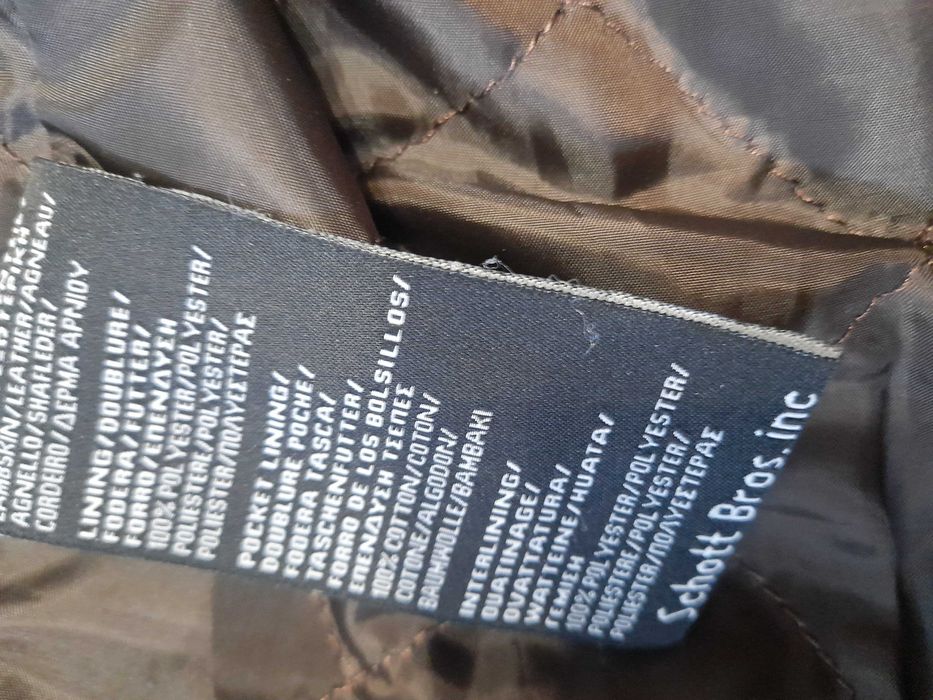 LAMBSKIN/LEATHER/AGNEAU/
AGNELLO/SHAFLEDER/
CORDEIRO/ΔΕΡΜΑ ΑΡΝΙΟΥ
LINING/DOUBLURE/
FODERA/FUTTER/
FORRO/ΕΠΕΝΔΥΣΗ
100% POLYESTER/POLYESTER/
POLIESTERE/POLYESTER/
POLIESTER/ΠΟΛΥΕΣΤΕΡΑΣ
POCKET LINING/
DOUBLURE POCHE/
FODERA TASCA/
TASCHENFUTTER/
FORRO DE LOS BOLSILLOS/
ΕΠΕΝΔΥΣΗ ΤΣΕΠΕΣ
100% COTTON/COTON/
COTONE/ALGODON/
BAUMWOLLE/BAMBAKI
INTERLINING/
OUATINAGE/
OVATTATURA/
WATTEINE/HUATA/
ΓΕΜΙΣΗ
100% POLYESTER/POLYESTER/
POLIESTERE/POLYESTER/
POLIESTER/ΠΟΛΥΕΣΤΕΡΑΣ
Schott Bros.inc